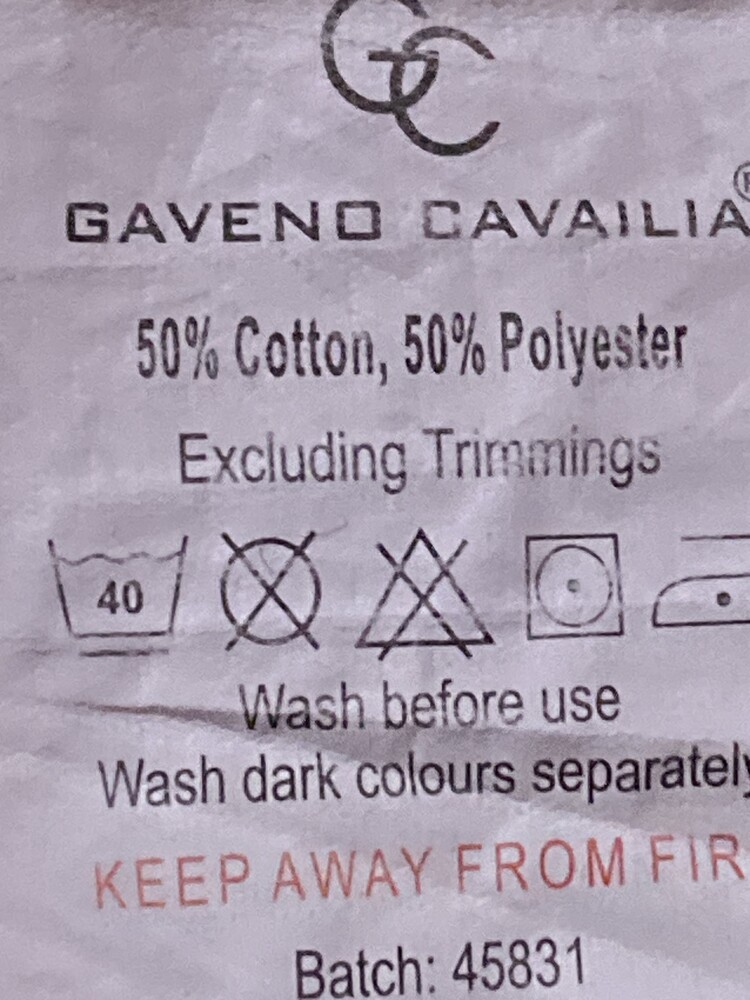 GC
GAVENO CAVAILIA®
50% Cotton, 50% Polyester
Excluding Trimmings
40
Wash before use
Wash dark colours separately
KEEP AWAY FROM FIR
Batch: 45831